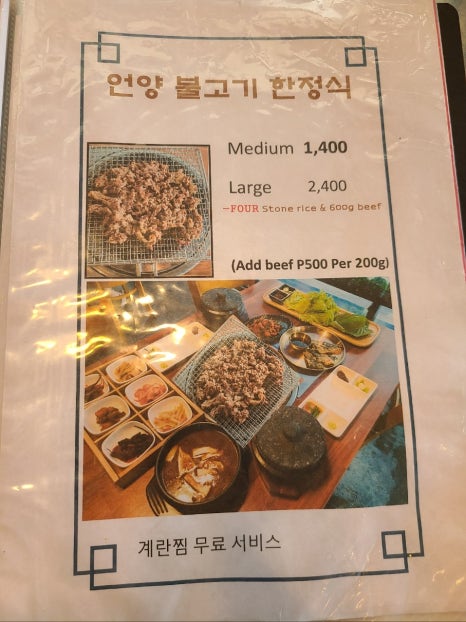 언양 불고기 한정식
Medium 1,400
Large 2,400
-FOUR Stone rice & 600g beef
(Add beef P500 Per 200g)
계란찜 무료 서비스